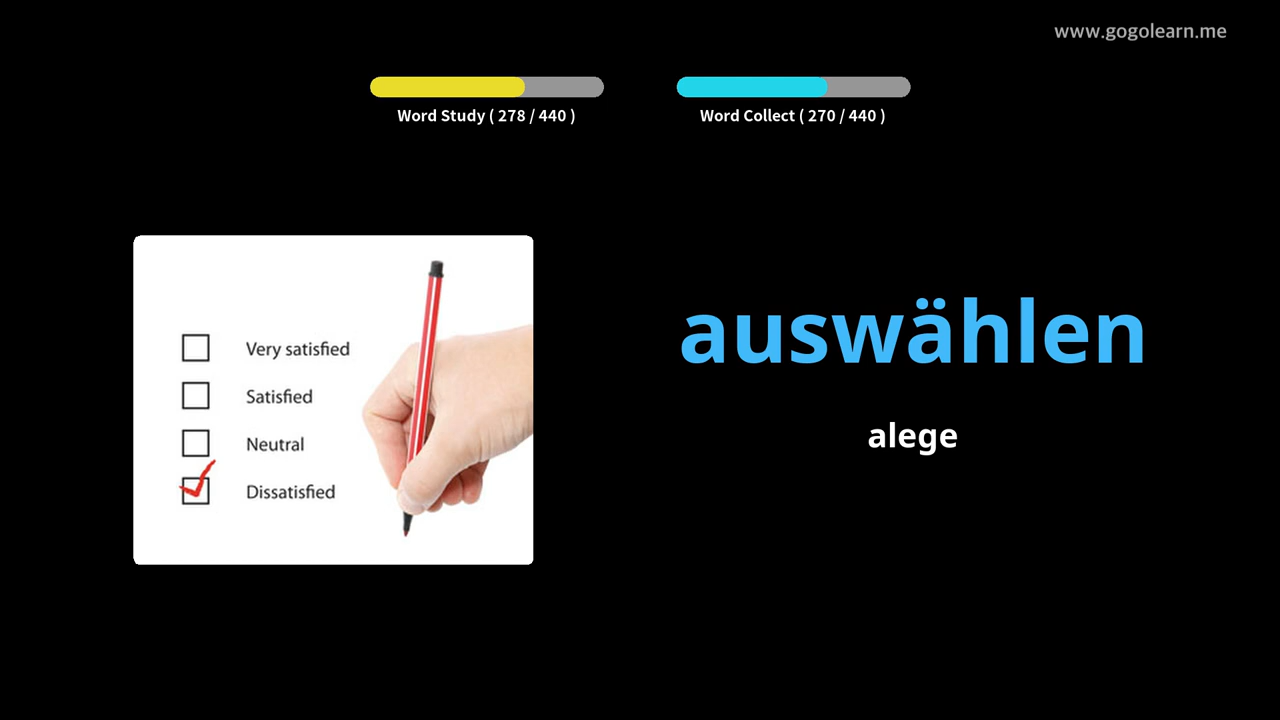 www.gogolearn.me
Word Study ( 278 / 440 )
Word Collect ( 270 / 440 )
Very satisfied
Satisfied
Neutral
Dissatisfied
auswählen
alege